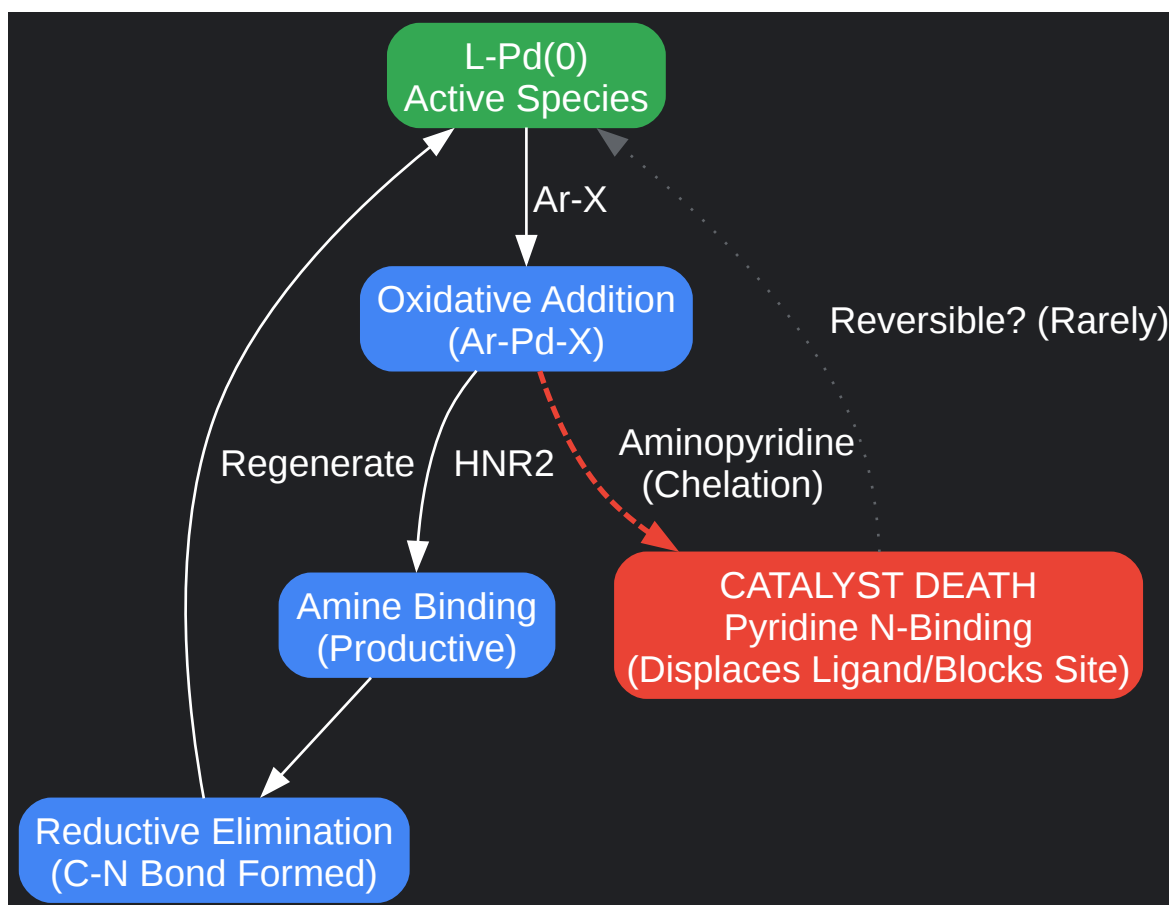 L-Pd(0)
Active Species
Ar-X
Oxidative Addition
(Ar-Pd-X)
Reversible? (Rarely)
Regenerate
HNR2
Aminopyridine
(Chelation)
Amine Binding
(Productive)
CATALYST DEATH
Pyridine N-Binding
(Displaces Ligand/Blocks Site)
Reductive Elimination
(C-N Bond Formed)